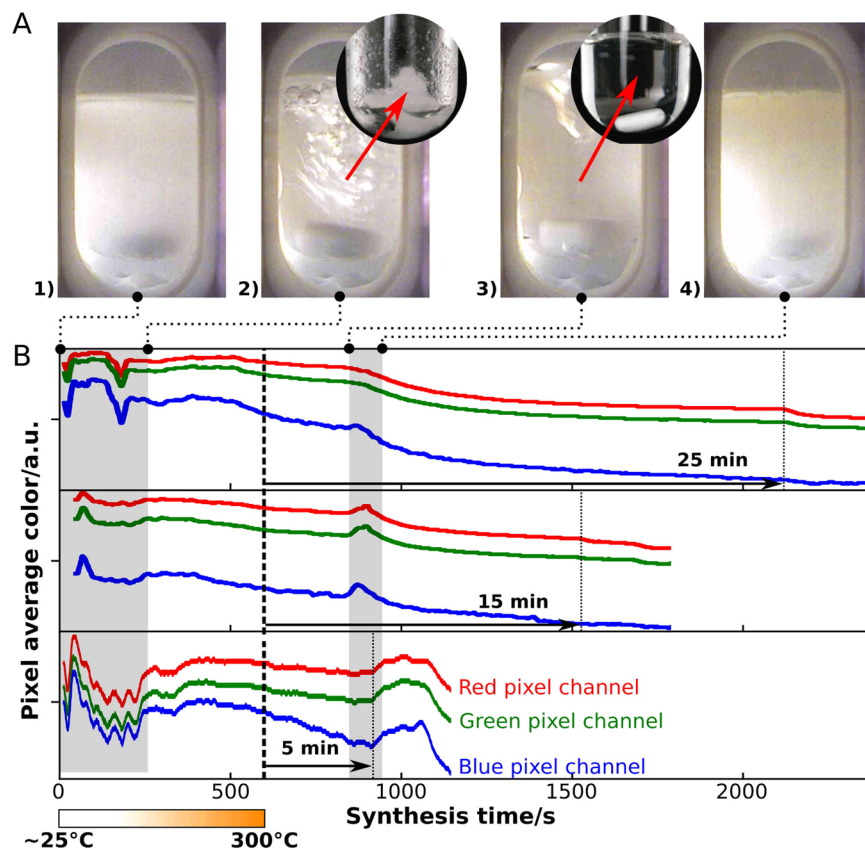 A
1)
2)
3)
4)
B
Pixel average color/a.u.
25 min
15 min
Red pixel channel
Green pixel channel
5 min
Blue pixel channel
0 500 1000 1500 2000
Synthesis time/s
~25°C 300°C